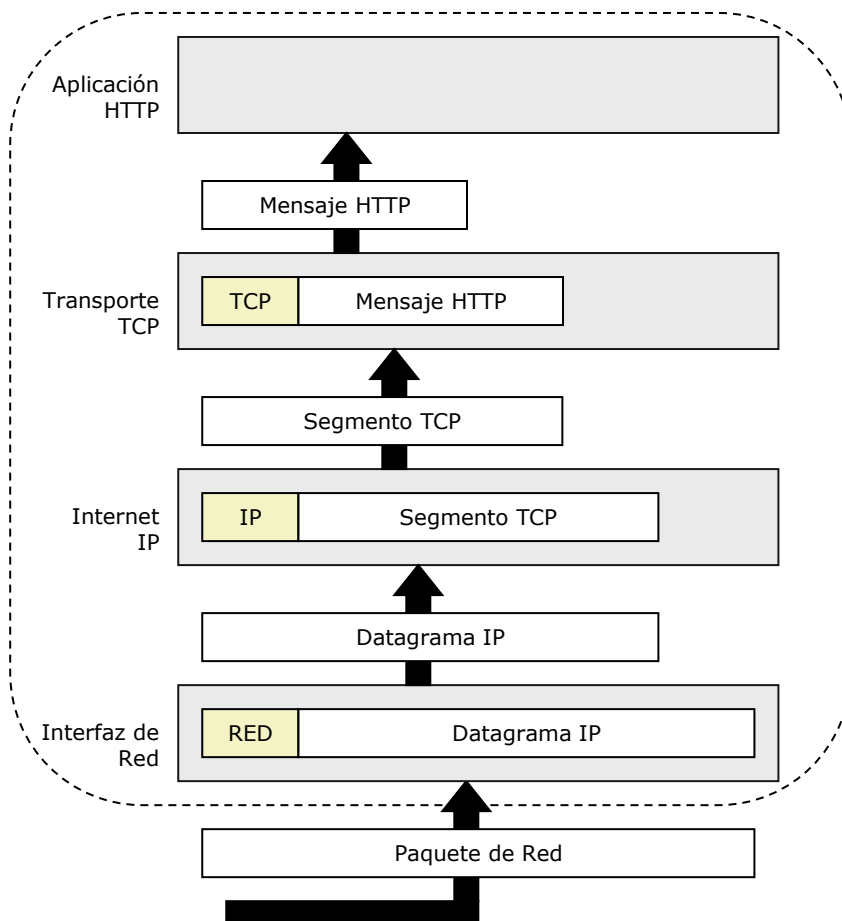 Aplicación
HTTP
Mensaje HTTP
Transporte
TCP
TCP
Mensaje HTTP
Segmento TCP
Internet
IP
IP
Segmento TCP
Datagrama IP
Interfaz de
Red
RED
Datagrama IP
Paquete de Red